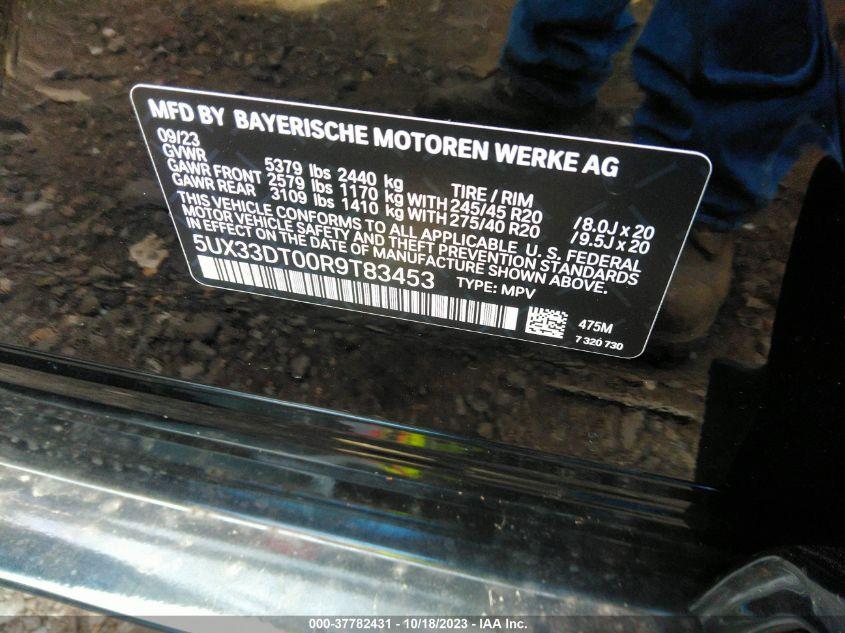 MFD BY BAYERISCHE MOTOREN WERKE AG
09/23
GVWR 5379 lbs 2440 kg TIRE / RIM
GAWR FRONT 2579 lbs 1170 kg WITH 245/45 R20 / 8.0J x 20
GAWR REAR 3109 lbs 1410 kg WITH 275/40 R20 / 9.5J x 20
THIS VEHICLE CONFORMS TO ALL APPLICABLE U. S. FEDERAL
MOTOR VEHICLE SAFETY AND THEFT PREVENTION STANDARDS
IN EFFECT ON THE DATE OF MANUFACTURE SHOWN ABOVE.
5UX33DT00R9T83453 TYPE: MPV
475M
7 320 730
000-37782431 - 10/18/2023 - IAA Inc.